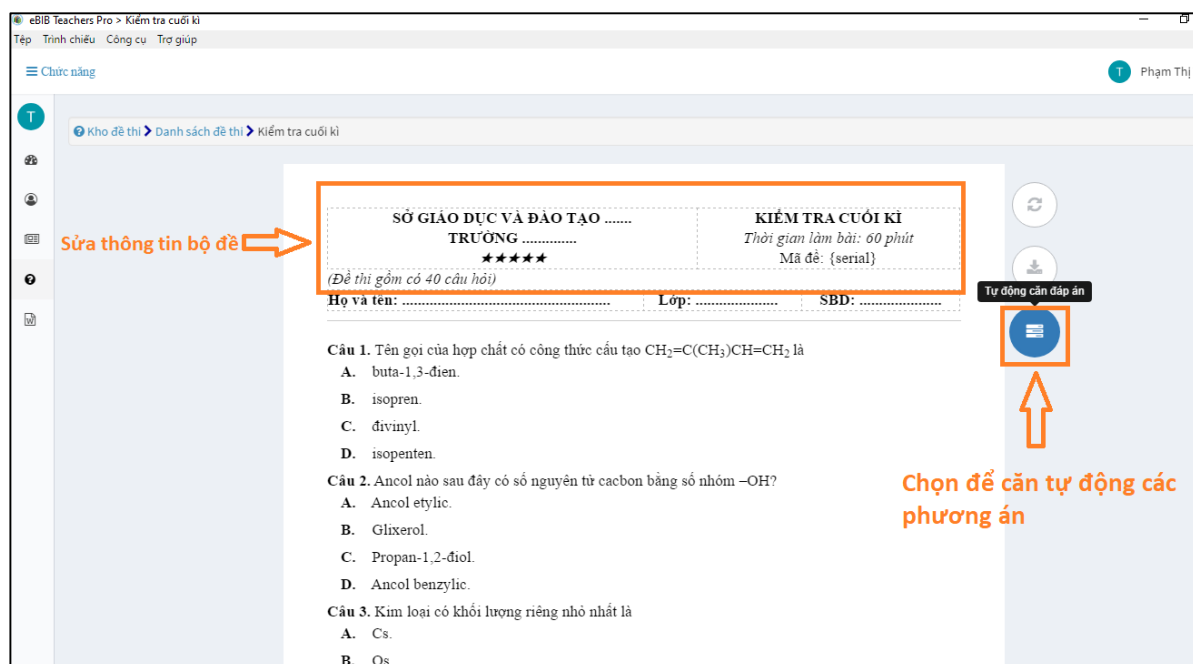 eBIB Teachers Pro > Kiểm tra cuối kì
Tệp Trình chiếu Công cụ Trợ giúp
Chức năng
T Phạm Thị
T
Kho đề thi > Danh sách đề thi > Kiểm tra cuối kì
SỞ GIÁO DỤC VÀ ĐÀO TẠO .......
TRƯỜNG .............
★★★★★
KIỂM TRA CUỐI KÌ
Thời gian làm bài: 60 phút
Mã đề: {serial}
(Đề thi gồm có 40 câu hỏi)
Sửa thông tin bộ đề
Họ và tên: ................................................... Lớp: .................... SBD: ....................
Tự động căn đáp án
Câu 1. Tên gọi của hợp chất có công thức cấu tạo CH₂=C(CH₃)CH=CH₂ là
A. buta-1,3-đien.
B. isopren.
C. đivinyl.
D. isopenten.
Câu 2. Ancol nào sau đây có số nguyên tử cacbon bằng số nhóm –OH?
A. Ancol etylic.
B. Glixerol.
C. Propan-1,2-điol.
D. Ancol benzylic.
Chọn để căn tự động các
phương án
Câu 3. Kim loại có khối lượng riêng nhỏ nhất là
A. Cs.
B. Os